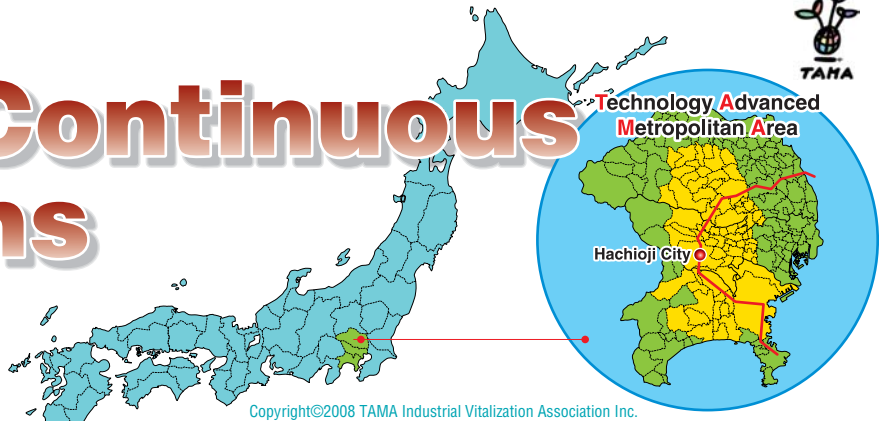 TAMA
Continuous
ns
Technology Advanced
Metropolitan Area
Hachioji City
Copyright©2008 TAMA Industrial Vitalization Association Inc.